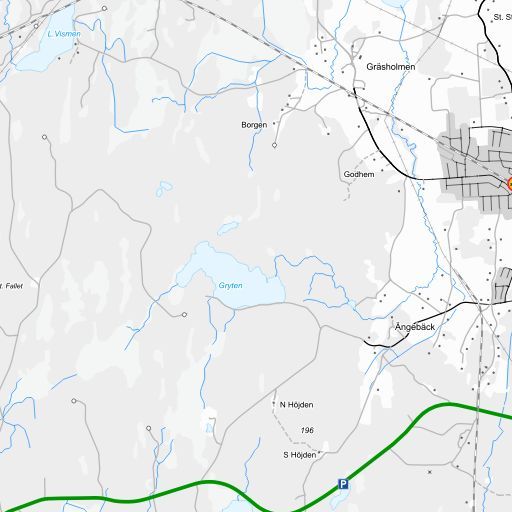 St. St
L.Vismen
Gräsholmen
Borgen
Godhem
t. Fallet
Gryten
Ängebäck
N Höjden
196
S Höjden
P